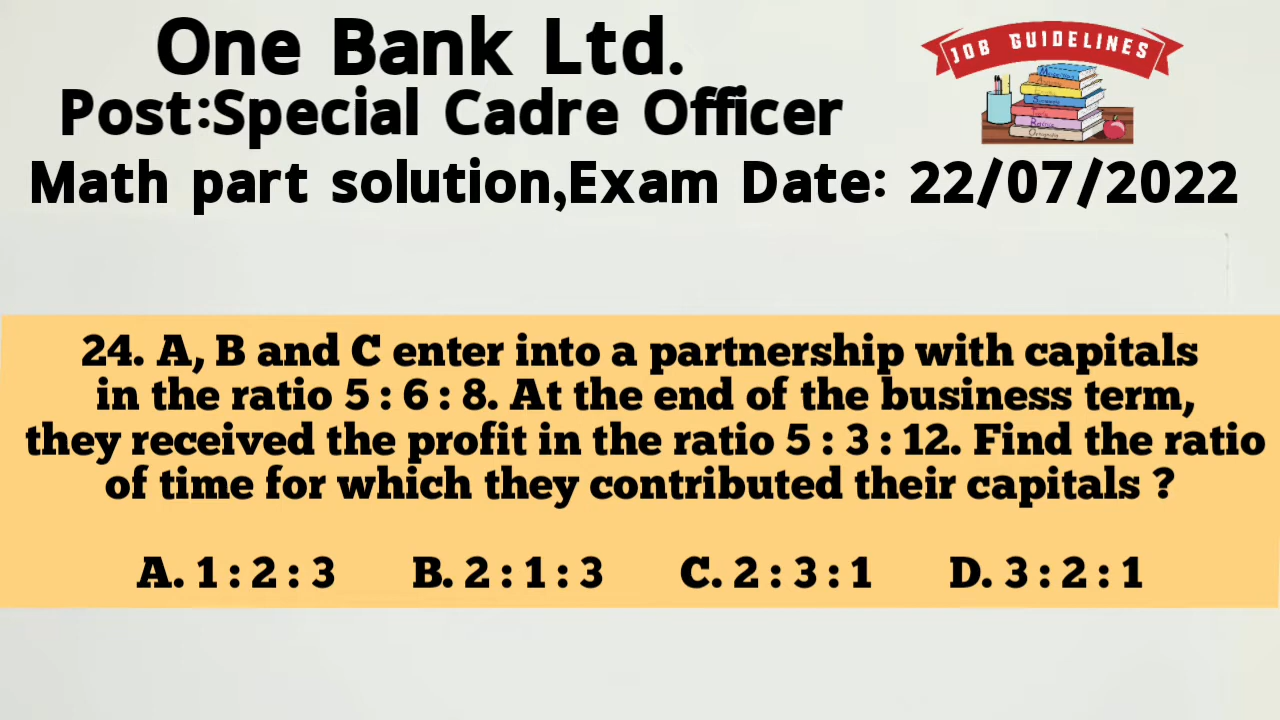 One Bank Ltd.
JOB GUIDELINES
Post:Special Cadre Officer
Math part solution,Exam Date: 22/07/2022
24. A, B and C enter into a partnership with capitals
in the ratio 5 : 6 : 8. At the end of the business term,
they received the profit in the ratio 5 : 3 : 12. Find the ratio
of time for which they contributed their capitals ?
A. 1 : 2 : 3 B. 2 : 1 : 3 C. 2 : 3 : 1 D. 3 : 2 : 1